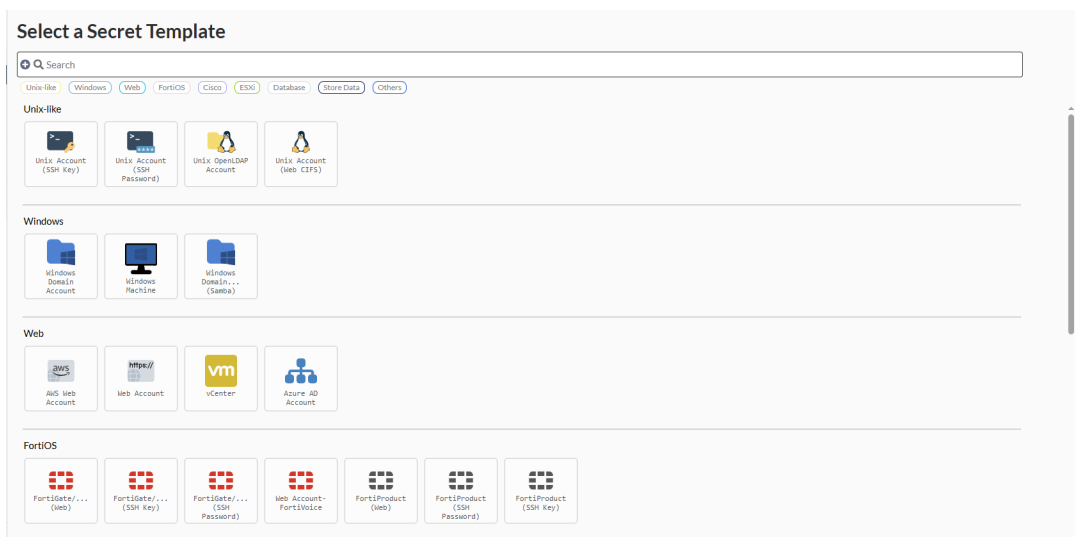 Select a Secret Template
Search
Unix-like Windows Web FortiOS Cisco ESXi Database Store Data Others
Unix-like
>_ >_
Unix Account Unix Account Unix OpenLDAP Unix Account
(SSH Key) (SSH Account (Web CIFS)
Password)
Windows
Windows Windows Windows
Domain Machine Domain...
Account (Samba)
Web
aws https:// vm
AWS Web Web Account vCenter Azure AD
Account Account
FortiOS
FortiGate/... FortiGate/... FortiGate/... Web Account- FortiProduct FortiProduct FortiProduct
(Web) (SSH Key) (SSH FortiVoice (Web) (SSH (SSH Key)
Password) Password)